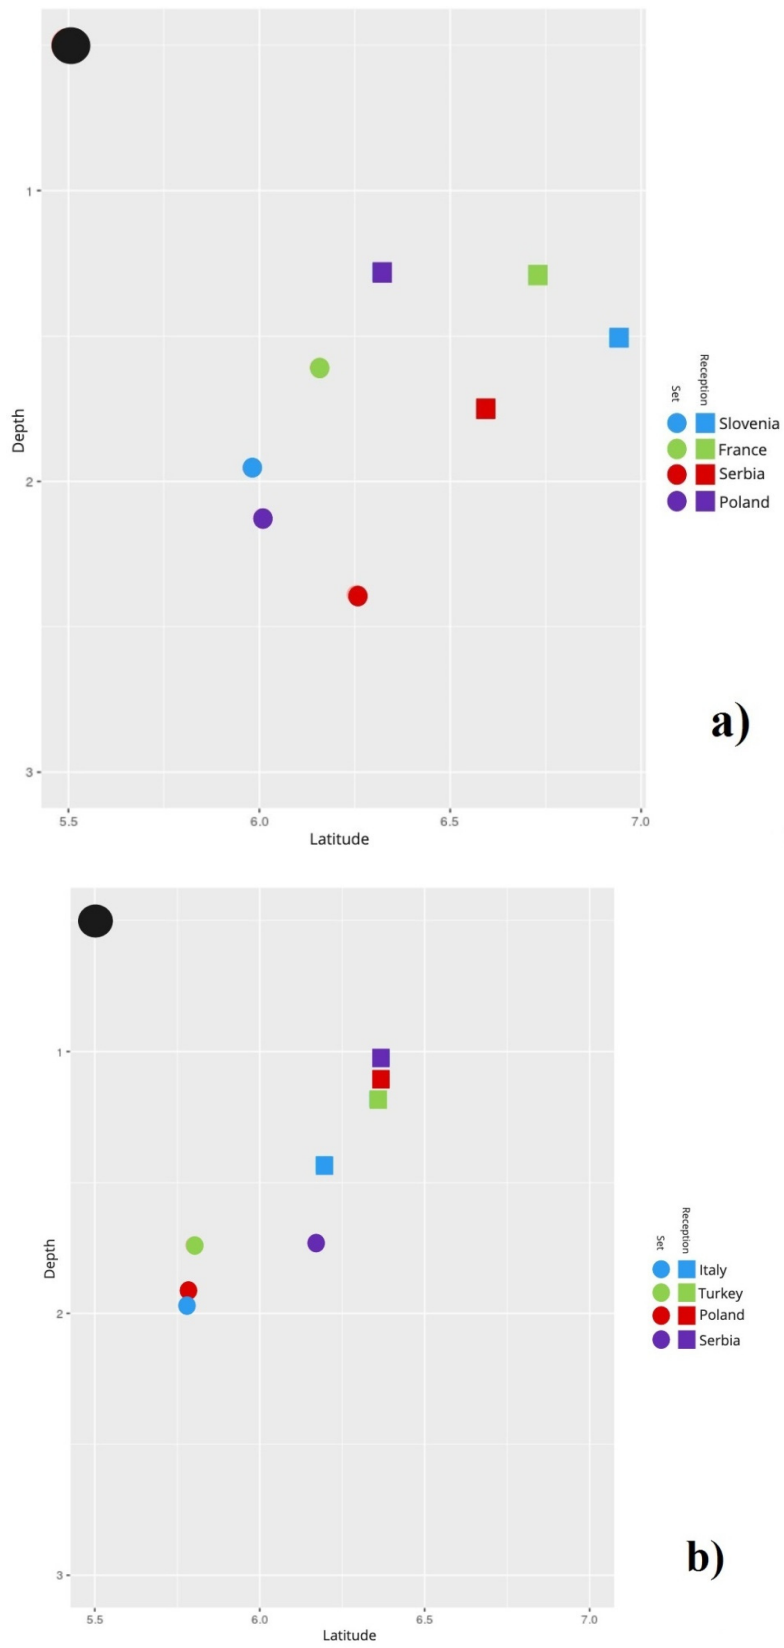 1
2
3
Depth
5.5 6.0 6.5 7.0
Latitude
Set Reception
Slovenia
France
Serbia
Poland
a)
1
2
3
Depth
5.5 6.0 6.5 7.0
Latitude
Set Reception
Italy
Turkey
Poland
Serbia
b)